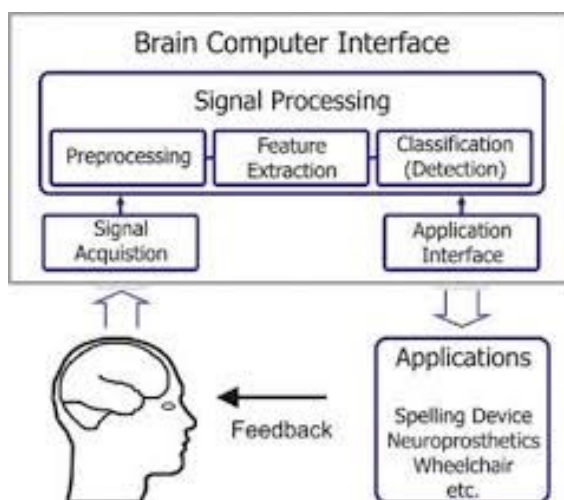 Brain Computer Interface
Signal Processing
Preprocessing
Feature
Extraction
Classification
(Detection)
Signal
Acquistion
Application
Interface
Applications
Spelling Device
Neuroprosthetics
Wheelchair
etc.
Feedback